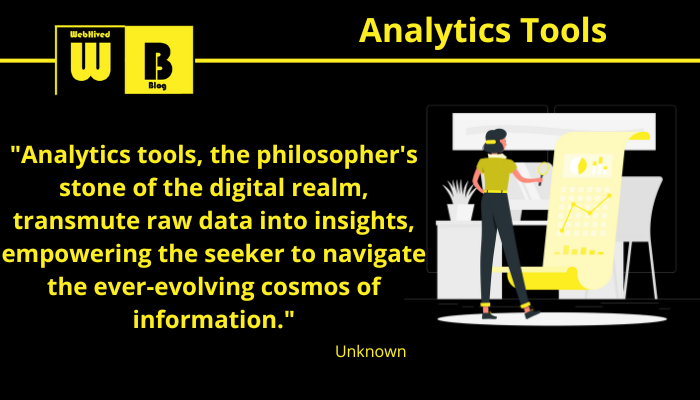 Analytics Tools
WebHived
W
B
Blog
"Analytics tools, the philosopher's
stone of the digital realm,
transmute raw data into insights,
empowering the seeker to navigate
the ever-evolving cosmos of
information."
Unknown